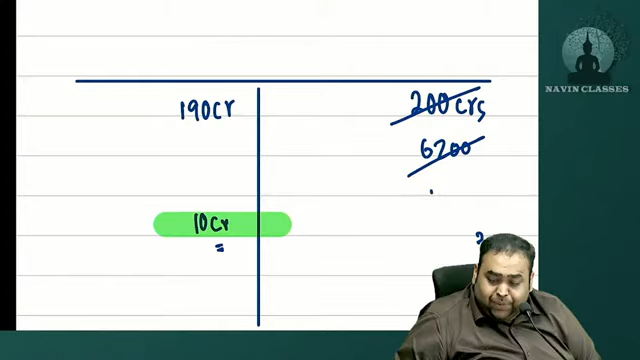 NAVIN CLASSES
190Cr
200 Crs
6200
10Cr
=